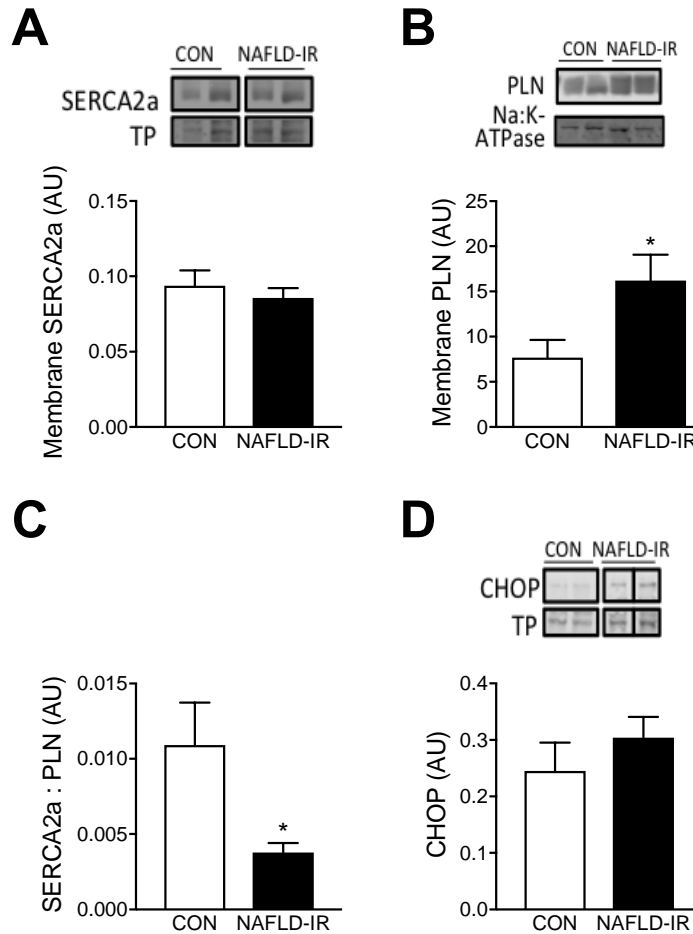 A
CON NAFLD-IR
SERCA2a
TP
Membrane SERCA2a (AU)
0.15
0.10
0.05
0.00
CON NAFLD-IR
B
CON NAFLD-IR
PLN
Na:K-
ATPase
Membrane PLN (AU)
25
20
15
10
5
0
*
CON NAFLD-IR
C
SERCA2a : PLN (AU)
0.015
0.010
0.005
0.000
*
CON NAFLD-IR
D
CON NAFLD-IR
CHOP
TP
CHOP (AU)
0.4
0.3
0.2
0.1
0.0
CON NAFLD-IR